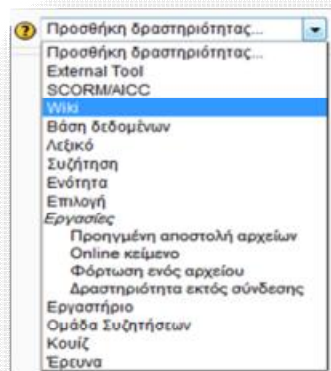 ? Προσθήκη δραστηριότητας...
Προσθήκη δραστηριότητας...
External Tool
SCORM/AICC
Wiki
Βάση δεδομένων
Λεξικό
Συζήτηση
Ενότητα
Επιλογή
Εργασίες
Προηγμένη αποστολή αρχείων
Online κείμενο
Φόρτωση ενός αρχείου
Δραστηριότητα εκτός σύνδεσης
Εργαστήριο
Ομάδα Συζητήσεων
Κουίζ
Έρευνα